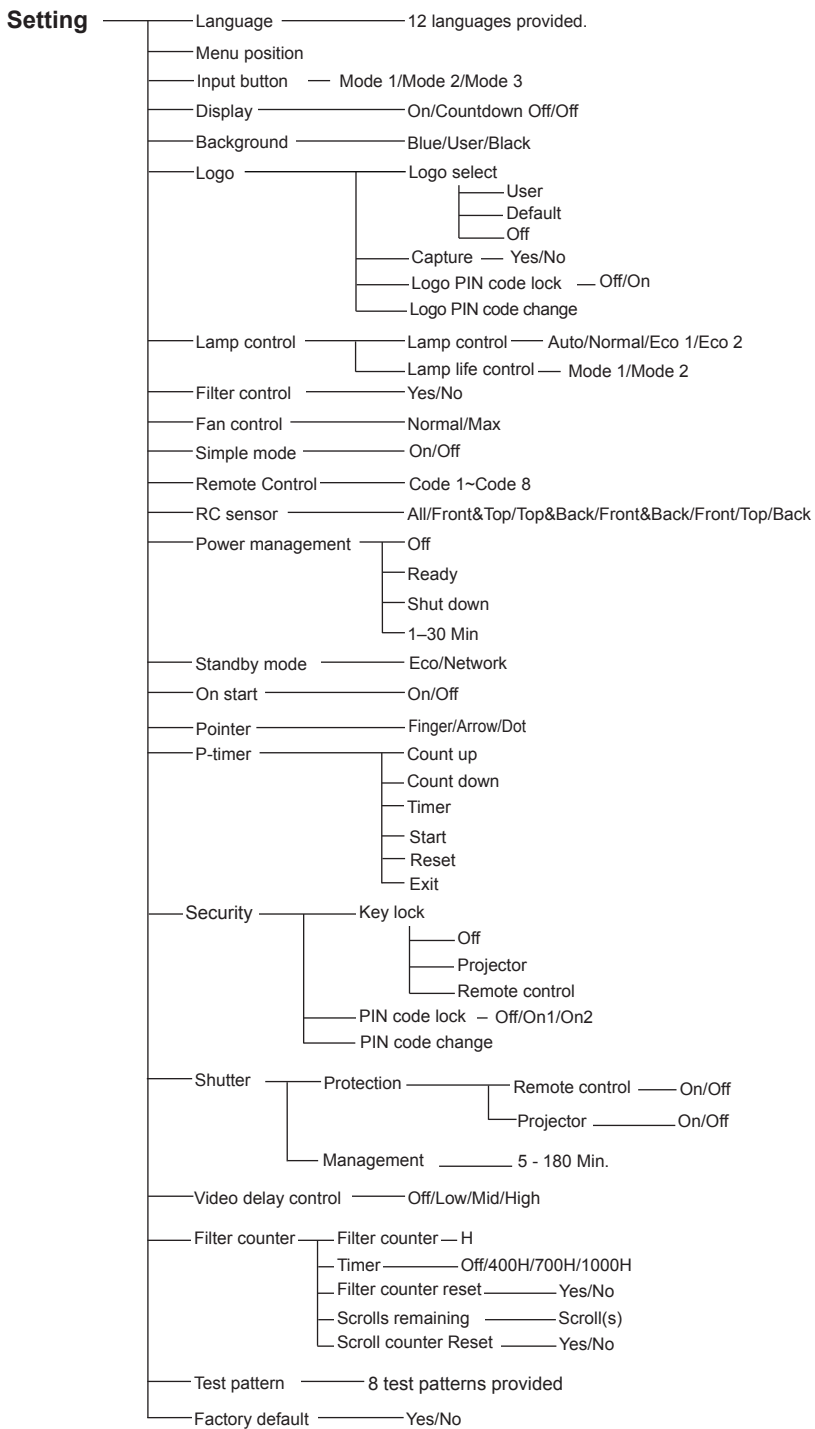 Setting Language 12 languages provided.
Menu position
Input button Mode 1/Mode 2/Mode 3
Display On/Countdown Off/Off
Background Blue/User/Black
Logo Logo select
User
Default
Off
Capture Yes/No
Logo PIN code lock Off/On
Logo PIN code change
Lamp control Lamp control Auto/Normal/Eco 1/Eco 2
Lamp life control Mode 1/Mode 2
Filter control Yes/No
Fan control Normal/Max
Simple mode On/Off
Remote Control Code 1~Code 8
RC sensor All/Front&Top/Top&Back/Front&Back/Front/Top/Back
Power management Off
Ready
Shut down
1–30 Min
Standby mode Eco/Network
On start On/Off
Pointer Finger/Arrow/Dot
P-timer Count up
Count down
Timer
Start
Reset
Exit
Security Key lock
Off
Projector
Remote control
PIN code lock Off/On1/On2
PIN code change
Shutter Protection Remote control On/Off
Projector On/Off
Management 5 - 180 Min.
Video delay control Off/Low/Mid/High
Filter counter Filter counter H
Timer Off/400H/700H/1000H
Filter counter reset Yes/No
Scrolls remaining Scroll(s)
Scroll counter Reset Yes/No
Test pattern 8 test patterns provided
Factory default Yes/No